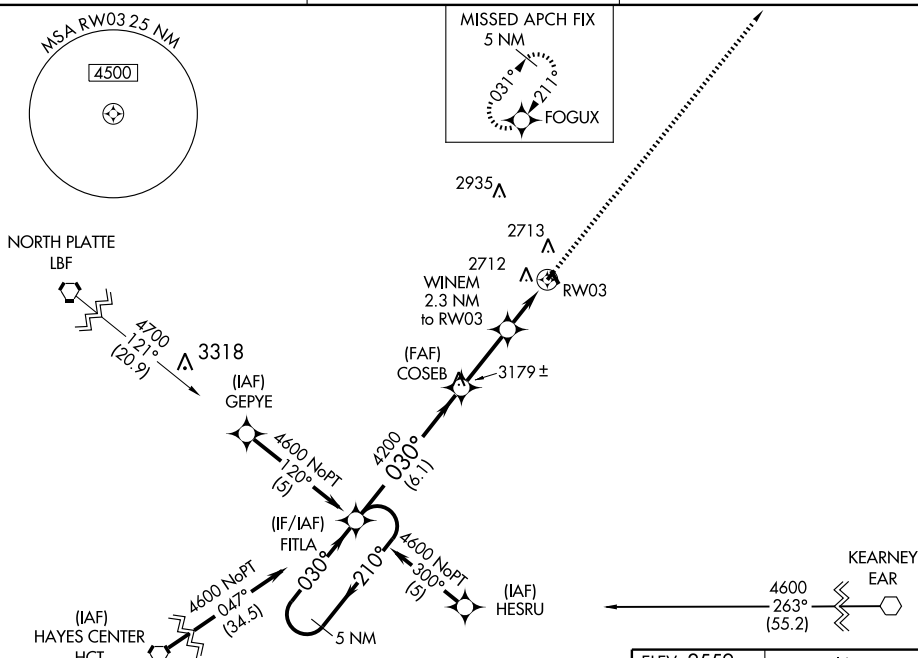 MSA RW03 25 NM
4500
MISSED APCH FIX
5 NM
031°
211°
FOGUX
2935
2713
2712
RW03
WINEM
2.3 NM
to RW03
NORTH PLATTE
LBF
4700
121°
(20.9)
3318
(FAF)
COSEB
3179 ±
(IAF)
GEPYE
4600 NoPT
120°
(5)
4200
030°
(6.1)
(IF/IAF)
FITLA
030°
210°
5 NM
4600 NoPT
300°
(5)
(IAF)
HESRU
4600 NoPT
047°
(34.5)
(IAF)
HAYES CENTER
HCT
KEARNEY
EAR
4600
263°
(55.2)
ELEV 2552